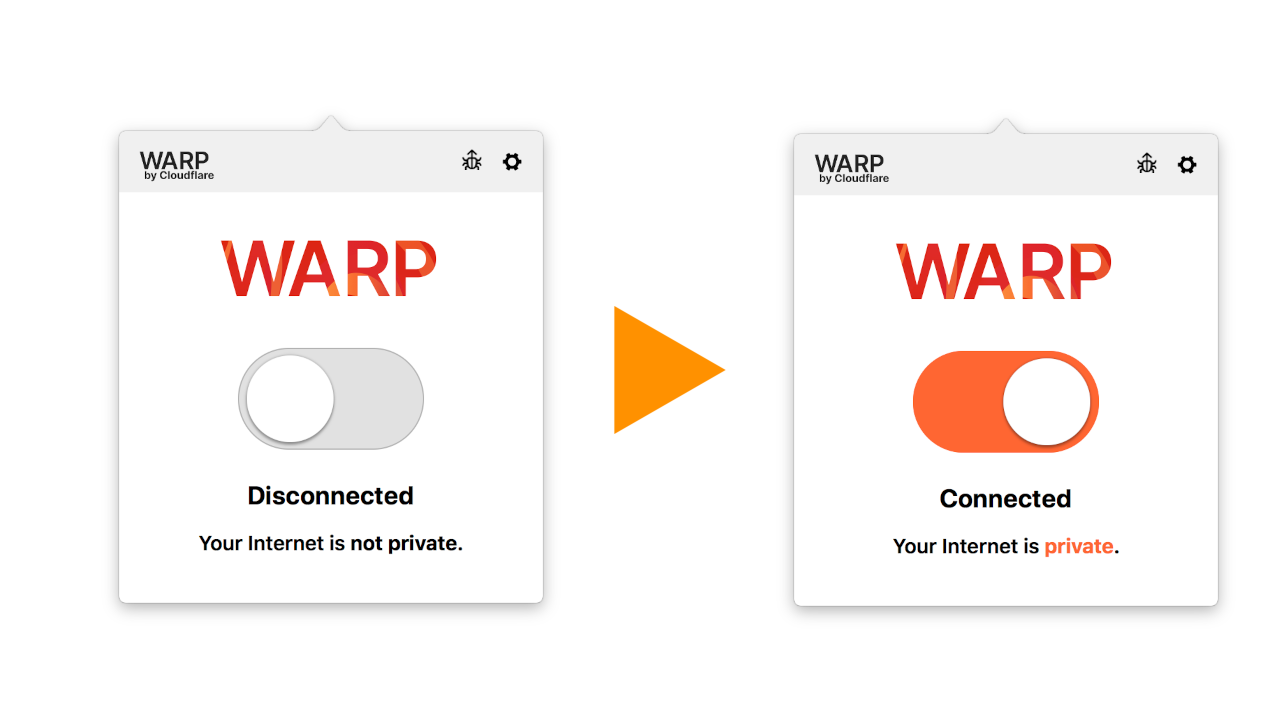 WARP
by Cloudflare
WARP
Disconnected
Your Internet is not private.
WARP
by Cloudflare
WARP
Connected
Your Internet is private.